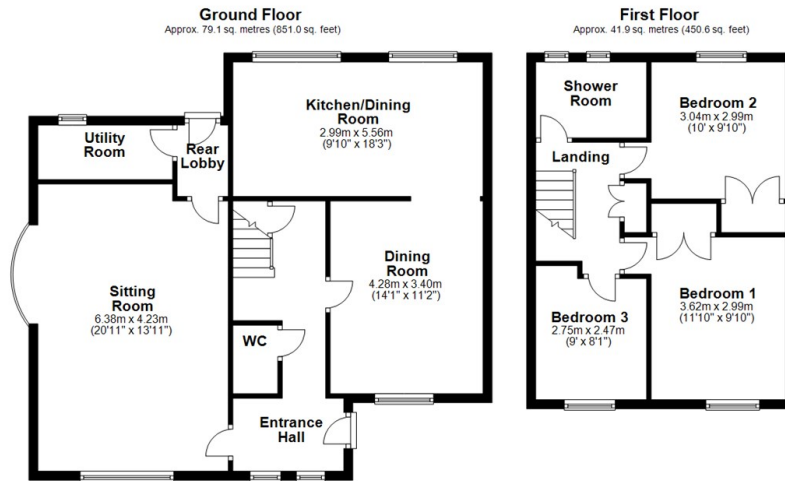 Ground Floor
Approx. 79.1 sq. metres (851.0 sq. feet)
Kitchen/Dining
Room
2.99m x 5.56m
(9'10" x 18'3")
Utility
Room
Rear
Lobby
Sitting
Room
6.38m x 4.23m
(20'11" x 13'11")
Dining
Room
4.28m x 3.40m
(14'1" x 11'2")
WC
Entrance
Hall
First Floor
Approx. 41.9 sq. metres (450.6 sq. feet)
Shower
Room
Bedroom 2
3.04m x 2.99m
(10' x 9'10")
Landing
Bedroom 1
3.62m x 2.99m
(11'10" x 9'10")
Bedroom 3
2.75m x 2.47m
(9' x 8'1")